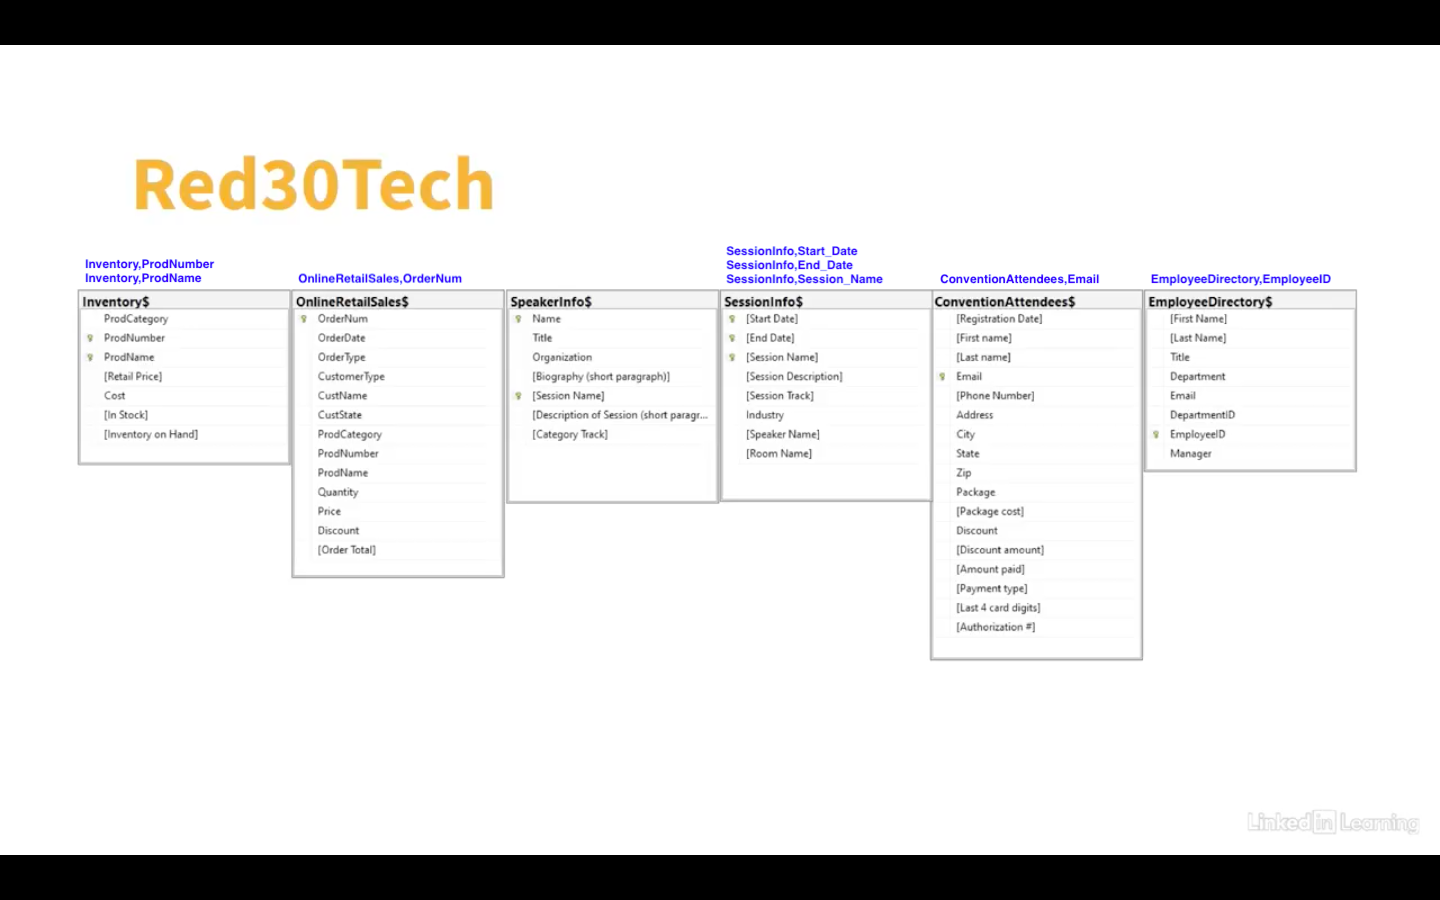 Red30Tech
Inventory,ProdNumber
Inventory,ProdName
Inventory$
ProdCategory
ProdNumber
ProdName
[Retail Price]
Cost
[In Stock]
[Inventory on Hand]
OnlineRetailSales,OrderNum
OnlineRetailSales$
OrderNum
OrderDate
OrderType
CustomerType
CustName
CustState
ProdCategory
ProdNumber
ProdName
Quantity
Price
Discount
[Order Total]
SpeakerInfo$
Name
Title
Organization
[Biography (short paragraph)]
[Session Name]
[Description of Session (short paragr...
[Category Track]
SessionInfo,Start_Date
SessionInfo,End_Date
SessionInfo,Session_Name
SessionInfo$
[Start Date]
[End Date]
[Session Name]
[Session Description]
[Session Track]
Industry
[Speaker Name]
[Room Name]
ConventionAttendees,Email
ConventionAttendees$
[Registration Date]
[First name]
[Last name]
Email
[Phone Number]
Address
City
State
Zip
Package
[Package cost]
Discount
[Discount amount]
[Amount paid]
[Payment type]
[Last 4 card digits]
[Authorization #]
EmployeeDirectory,EmployeeID
EmployeeDirectory$
[First Name]
[Last Name]
Title
Department
Email
DepartmentID
EmployeeID
Manager
Linked in Learning